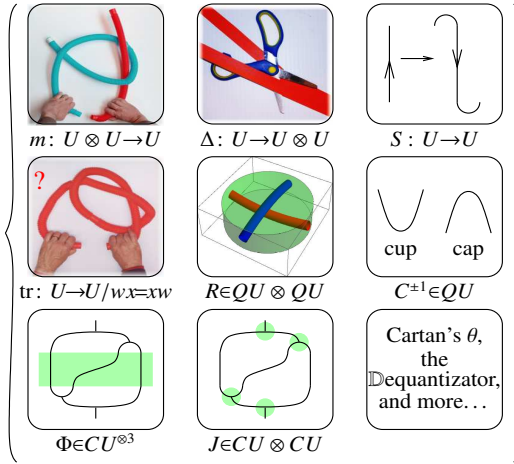 m: U ⊗ U→U
Δ: U→U ⊗ U
S: U→U
?
cup
cap
tr: U→U/wx=xw
R∈QU ⊗ QU
C±1∈QU
Cartan's θ,
the
𝔻equantizator,
and more…
Φ∈CU⊗3
J∈CU ⊗ CU